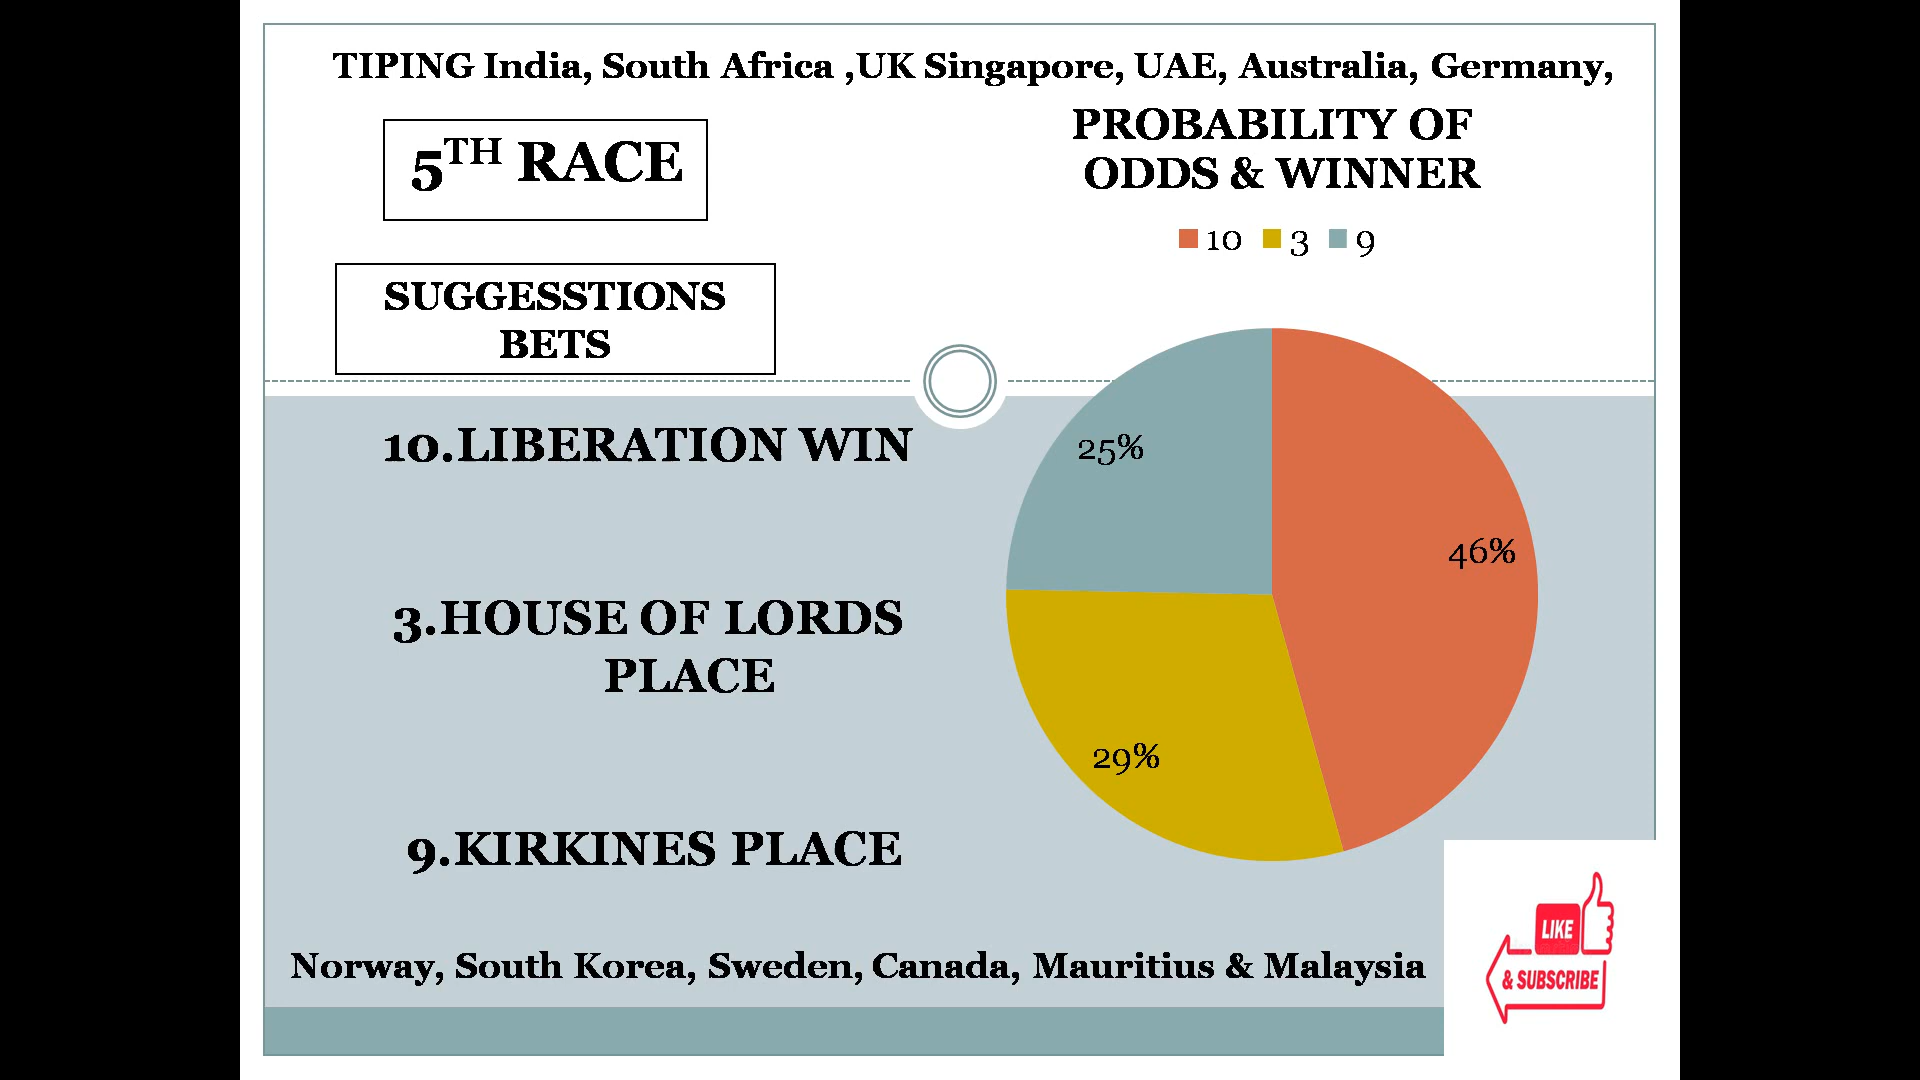 TIPING India, South Africa ,UK Singapore, UAE, Australia, Germany,
5TH RACE
PROBABILITY OF
ODDS & WINNER
10 3 9
SUGGESSTIONS
BETS
10.LIBERATION WIN
3.HOUSE OF LORDS
PLACE
9.KIRKINES PLACE
25%
46%
29%
Norway, South Korea, Sweden, Canada, Mauritius & Malaysia
LIKE
& SUBSCRIBE